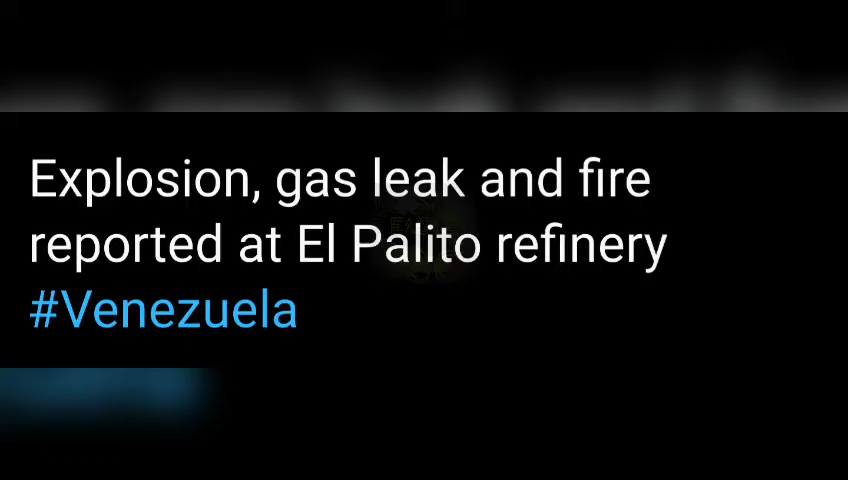 Explosion, gas leak and fire
reported at El Palito refinery
#Venezuela